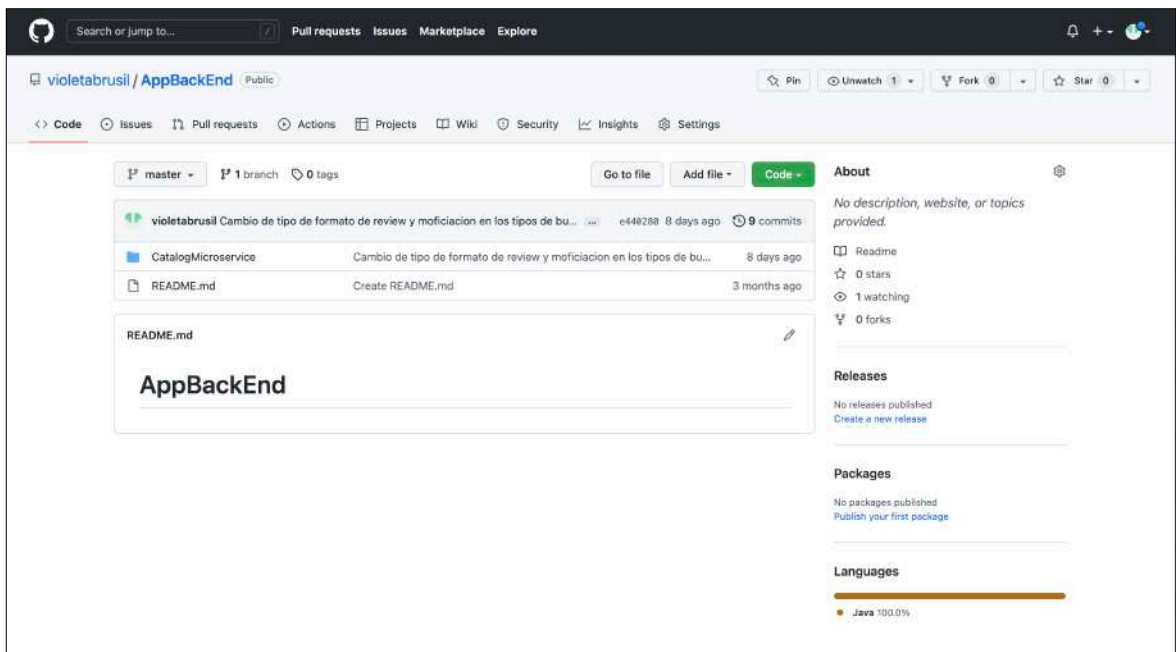 Search or jump to... / Pull requests Issues Marketplace Explore
violetabrusil / AppBackEnd Public Pin Unwatch 1 Fork 0 Star 0
<> Code Issues Pull requests Actions Projects Wiki Security Insights Settings
master 1 branch 0 tags Go to file Add file Code
violetabrusil Cambio de tipo de formato de review y moficiacion en los tipos de bu... ... e440280 8 days ago 9 commits
CatalogMicroservice Cambio de tipo de formato de review y moficiacion en los tipos de bu... 8 days ago
README.md Create README.md 3 months ago
README.md
AppBackEnd
About
No description, website, or topics
provided.
Readme
0 stars
1 watching
0 forks
Releases
No releases published
Create a new release
Packages
No packages published
Publish your first package
Languages
Java 100.0%